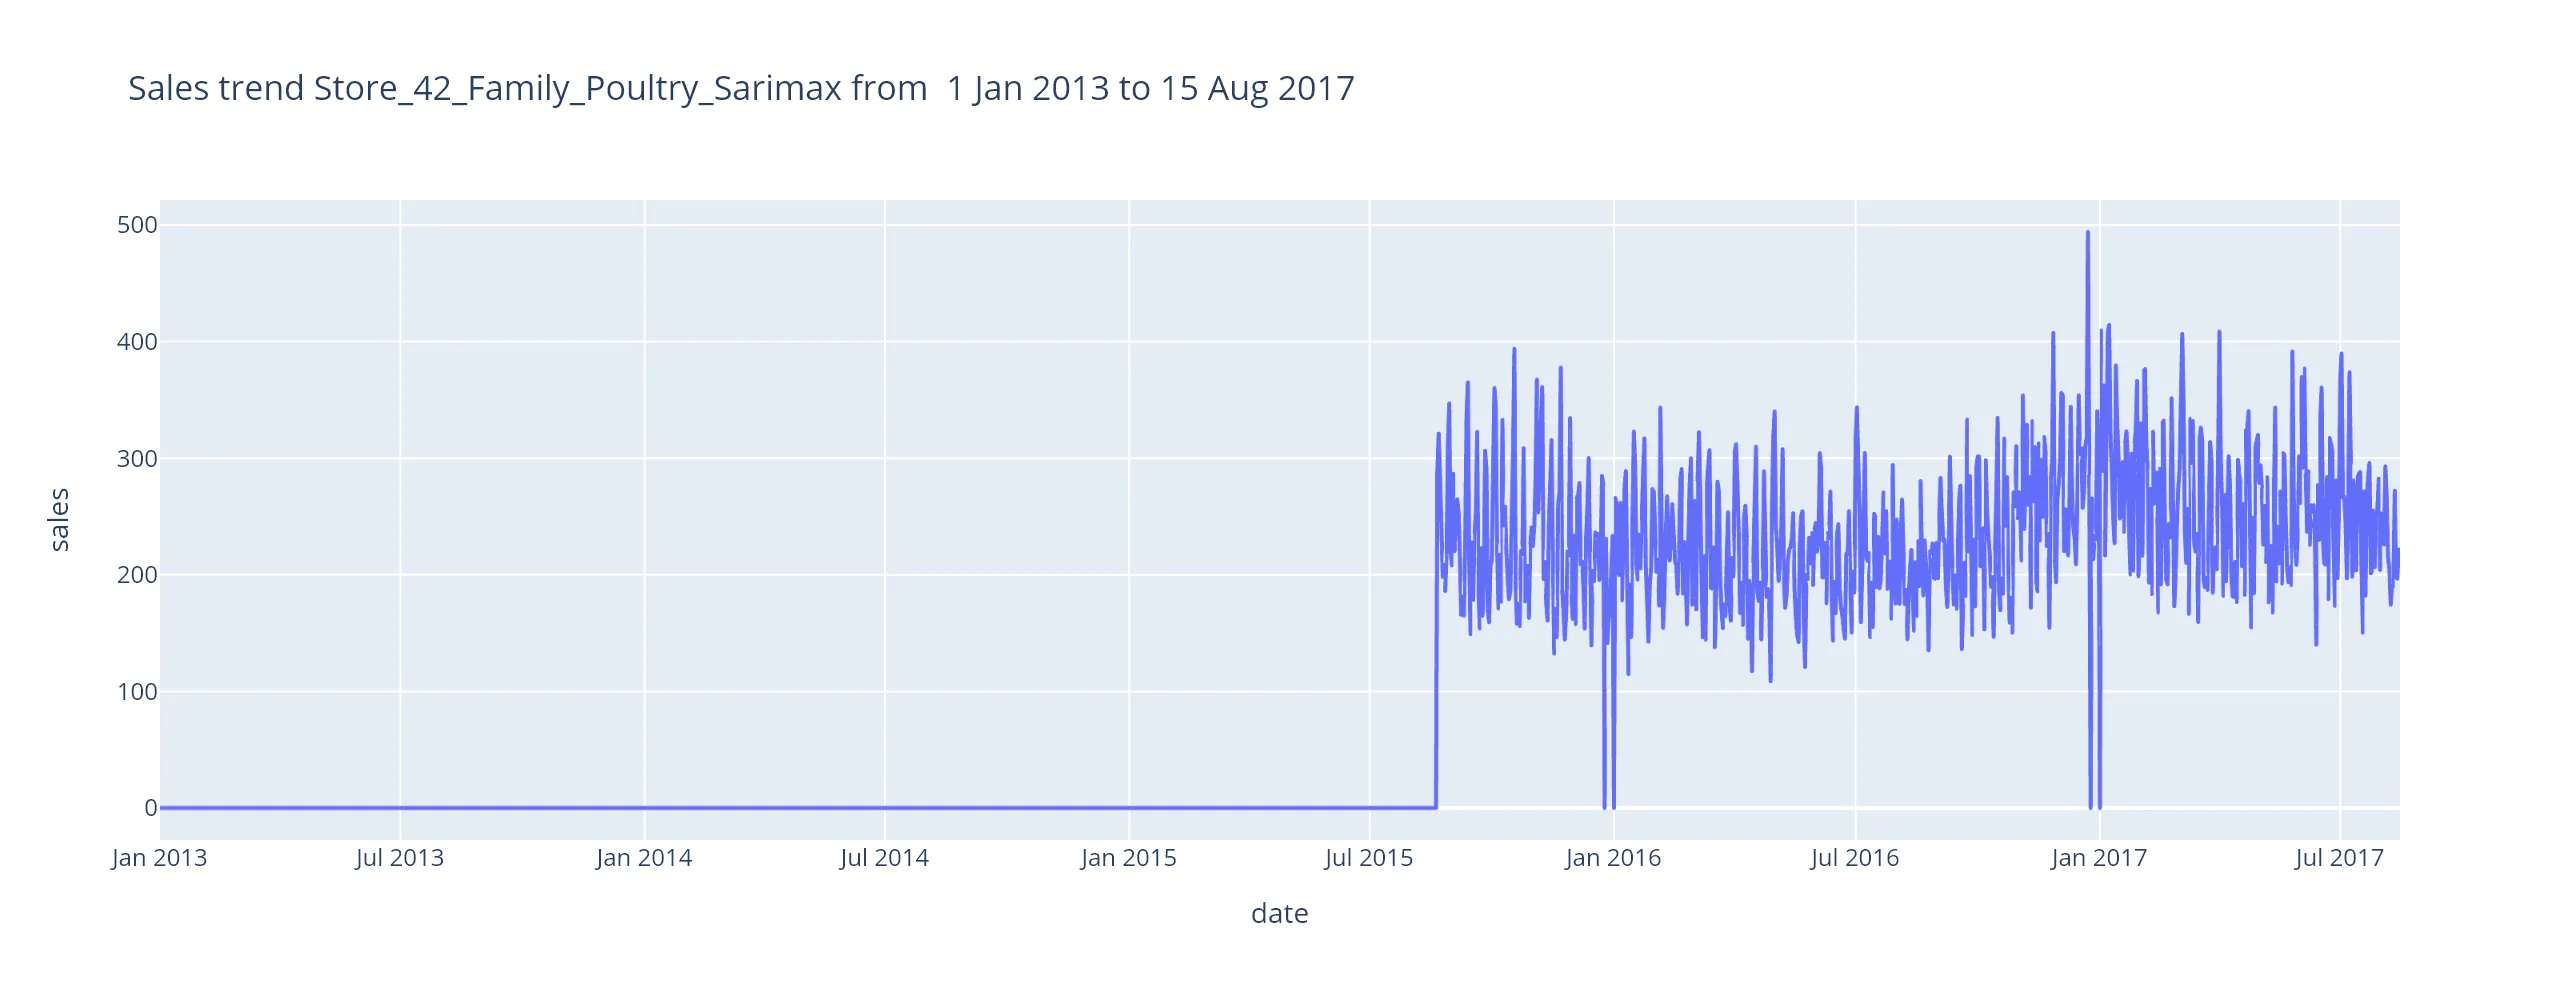 Sales trend Store_42_Family_Poultry_Sarimax from  1 Jan 2013 to 15 Aug 2017
500
400
300
200
100
0
sales
Jan 2013 Jul 2013 Jan 2014 Jul 2014 Jan 2015 Jul 2015 Jan 2016 Jul 2016 Jan 2017 Jul 2017
date